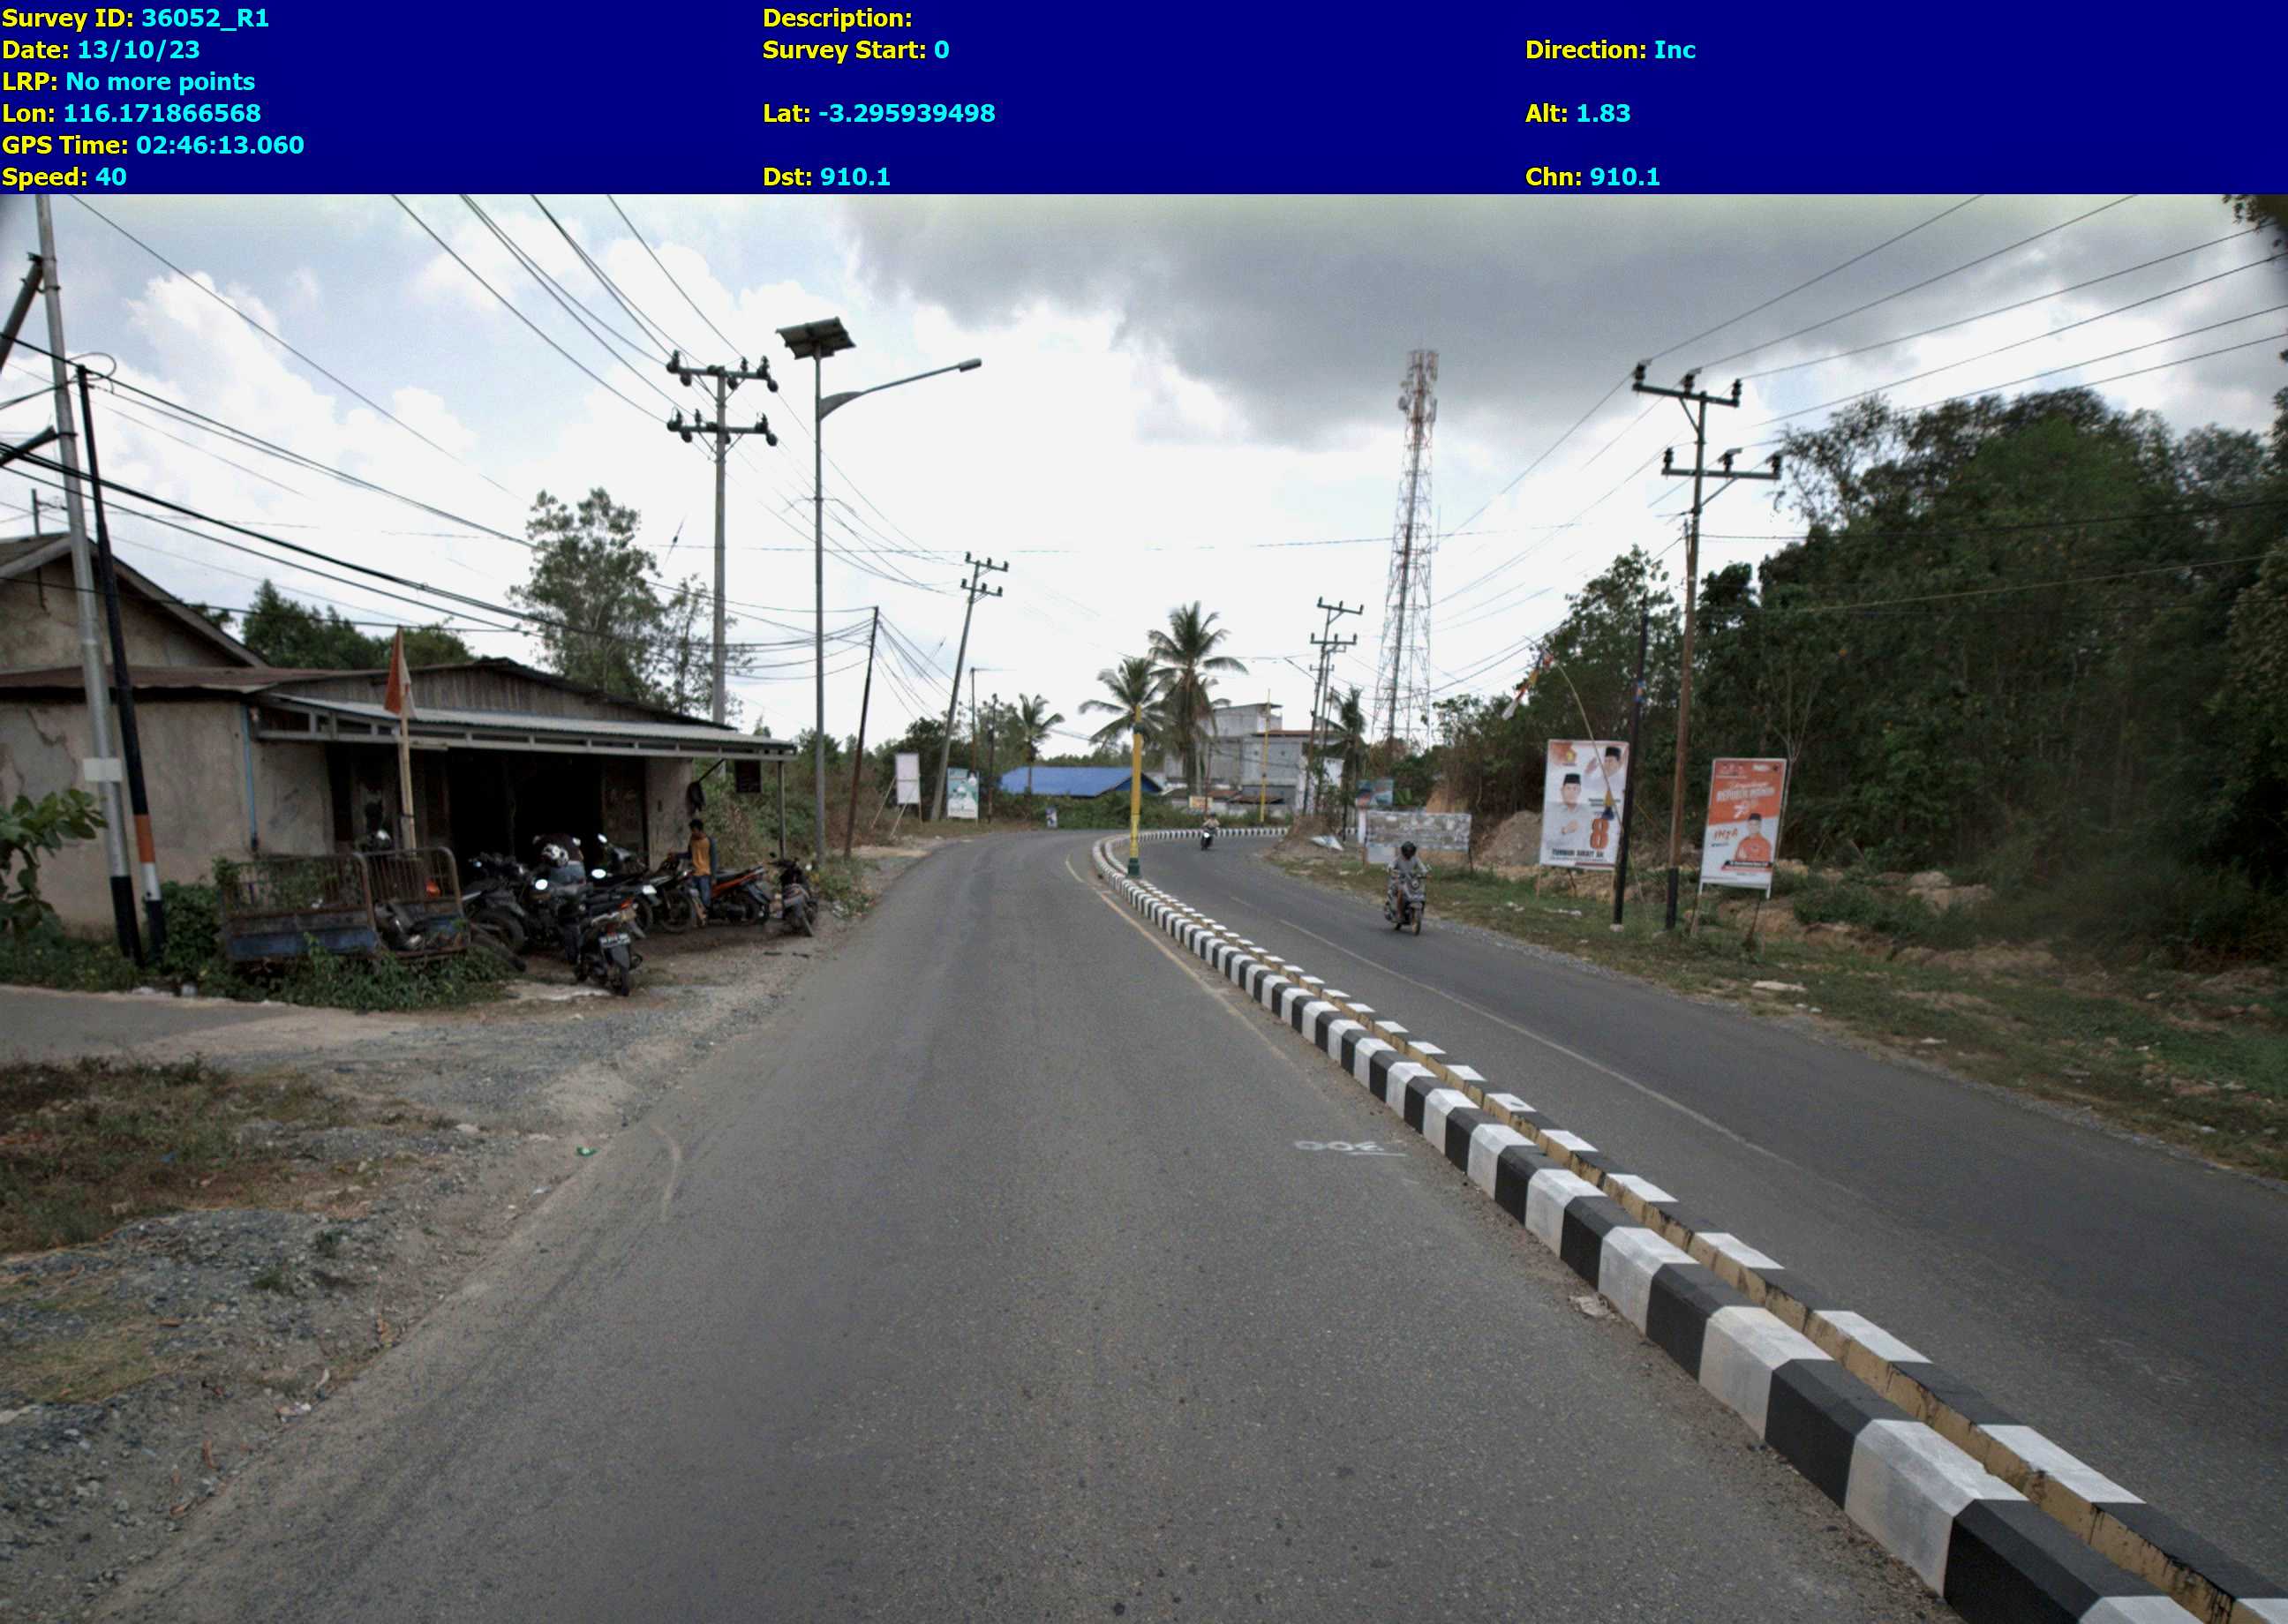 Survey ID: 36052_R1
Description:
Date: 13/10/23
Survey Start: 0
Direction: Inc
LRP: No more points
Lon: 116.171866568
Lat: -3.295939498
Alt: 1.83
GPS Time: 02:46:13.060
Speed: 40
Dst: 910.1
Chn: 910.1
8